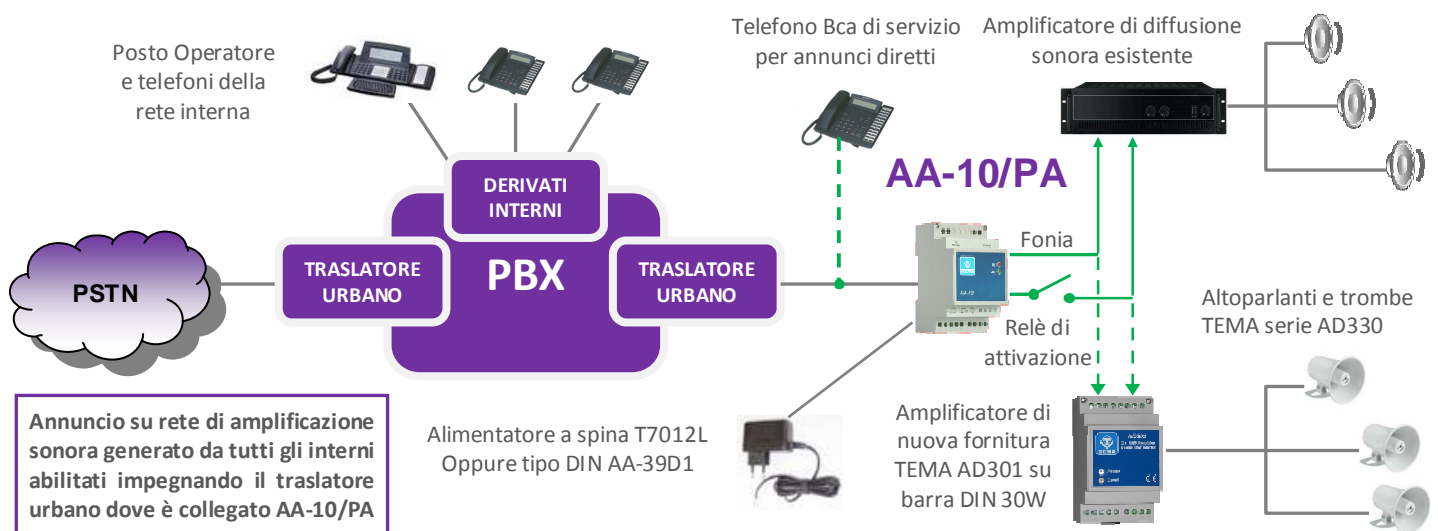 Posto Operatore
e telefoni della
rete interna
Telefono Bca di servizio
per annunci diretti
Amplificatore di diffusione
sonora esistente
DERIVATI
INTERNI
AA-10/PA
PSTN
TRASLATORE
URBANO
PBX
TRASLATORE
URBANO
Fonia
AA-10
Relè di
attivazione
Altoparlanti e trombe
TEMA serie AD330
Annuncio su rete di amplificazione
sonora generato da tutti gli interni
abilitati impegnando il traslatore
urbano dove è collegato AA-10/PA
Alimentatore a spina T7012L
Oppure tipo DIN AA-39D1
Amplificatore di
nuova fornitura
TEMA AD301 su
barra DIN 30W